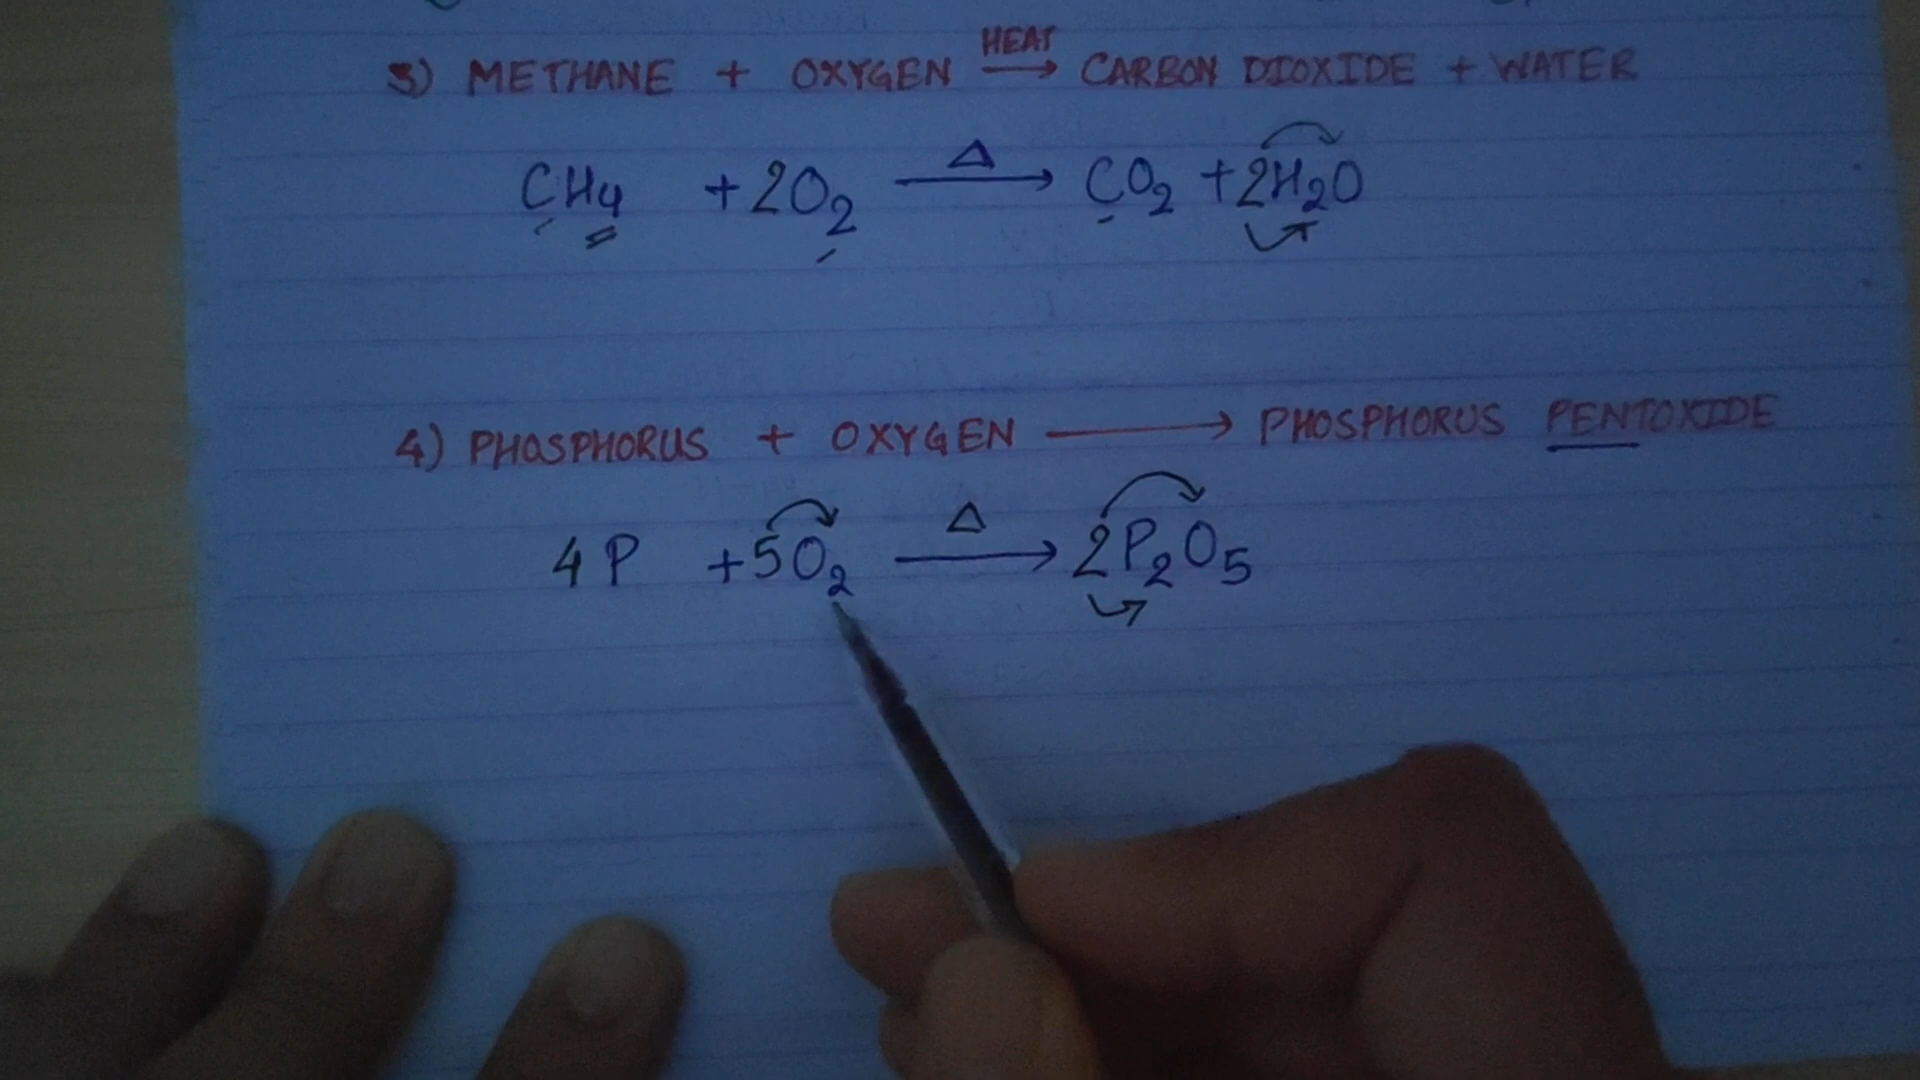 HEAT
3) METHANE + OXYGEN → CARBON DIOXIDE + WATER
Δ
CH₄ + 2O₂ → CO₂ + 2H₂O
4) PHOSPHORUS + OXYGEN → PHOSPHORUS PENTOXIDE
Δ
4P + 5O₂ → 2P₂O₅